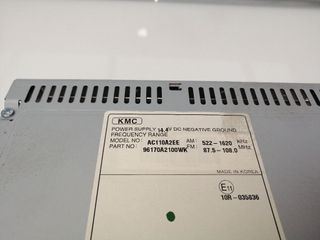 KMC
POWER SUPPLY 14.4V DC NEGATIVE GROUND
FREQUENCY RANGE
MODEL NO : AC110A2EE AM : 522-1620 kHz
PART NO : 96170A2100WK FM : 87.5-108.0 MHz
E11
10R-035836
MADE IN KOREA